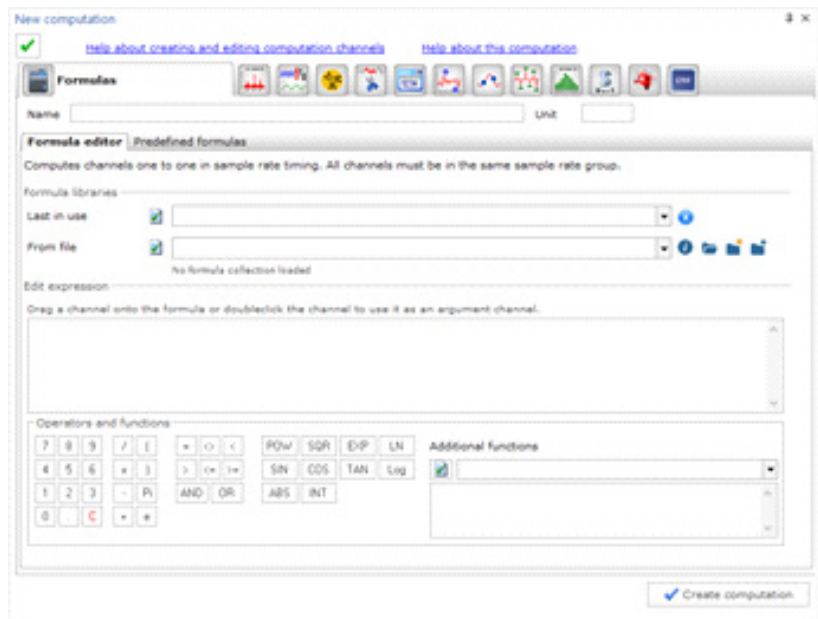 New computation
Help about creating and editing computation channels Help about this computation
Formulas
Name Unit
Formula editor Predefined formulas
Computes channels one to one in sample rate timing. All channels must be in the same sample rate group.
Formula libraries
Last in use
From file
No formula collection loaded
Edit expression
Drag a channel onto the formula or doubleclick the channel to use it as an argument channel.
Operators and functions
7 8 9 / ( = <> < POW SQR EXP LN Additional functions
4 5 6 ) > <= >= SIN COS TAN Log
1 2 3 - Pi AND OR ABS INT
0 . C + e
Create computation